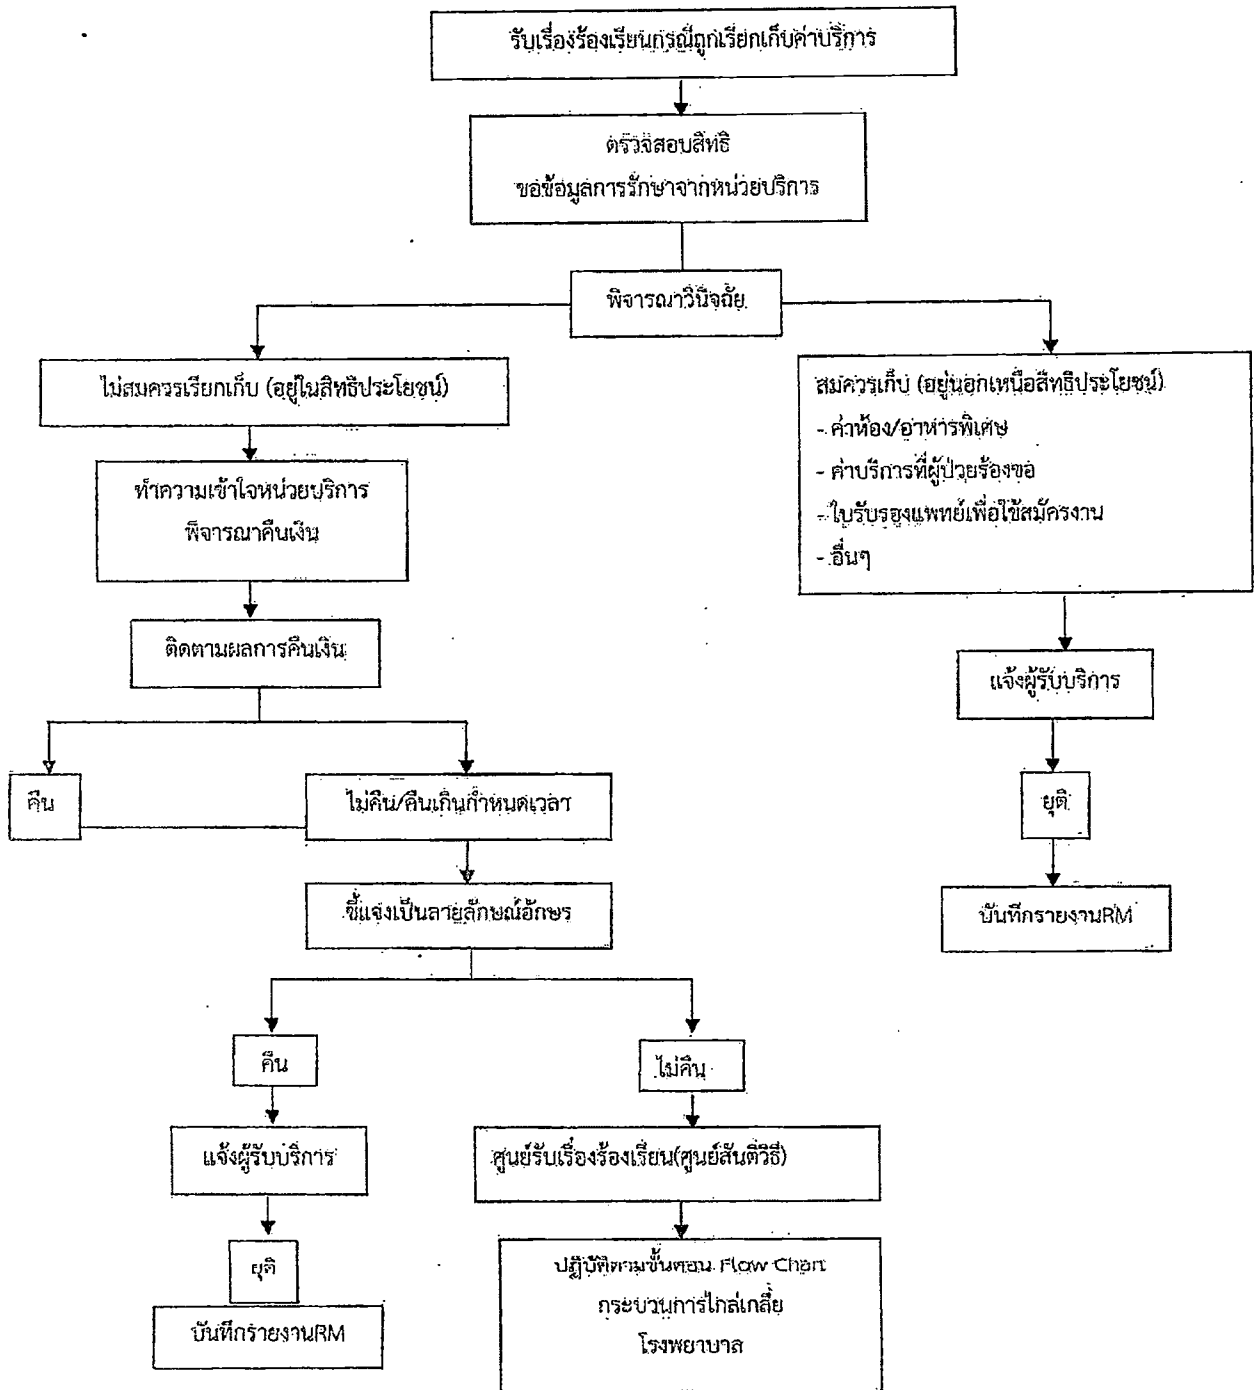 รับเรื่องร้องเรียนกรณีถูกเรียกเก็บค่าบริการ
ตรวจสอบสิทธิ
ขอข้อมูลการรักษาจากหน่วยบริการ
พิจารณาวินิจฉัย
ไม่สมควรเรียกเก็บ (อยู่ในสิทธิประโยชน์)
ทำความเข้าใจหน่วยบริการ
พิจารณาคืนเงิน
ติดตามผลการคืนเงิน
คืน
ไม่คืน/คืนเกินกำหนดเวลา
ชี้แจงเป็นลายลักษณ์อักษร
คืน
แจ้งผู้รับบริการ
ยุติ
บันทึกรายงานRM
ไม่คืน
ศูนย์รับเรื่องร้องเรียน(ศูนย์สันติวิธี)
ปฏิบัติตามขั้นตอน Flow Chart
กระบวนการไกล่เกลี่ย
โรงพยาบาล
สมควรเก็บ (อยู่นอกเหนือสิทธิประโยชน์)
- ค่าห้อง/อาหารพิเศษ
- ค่าบริการที่ผู้ป่วยร้องขอ
- ใบรับรองแพทย์เพื่อใช้สมัครงาน
- อื่นๆ
แจ้งผู้รับบริการ
ยุติ
บันทึกรายงานRM